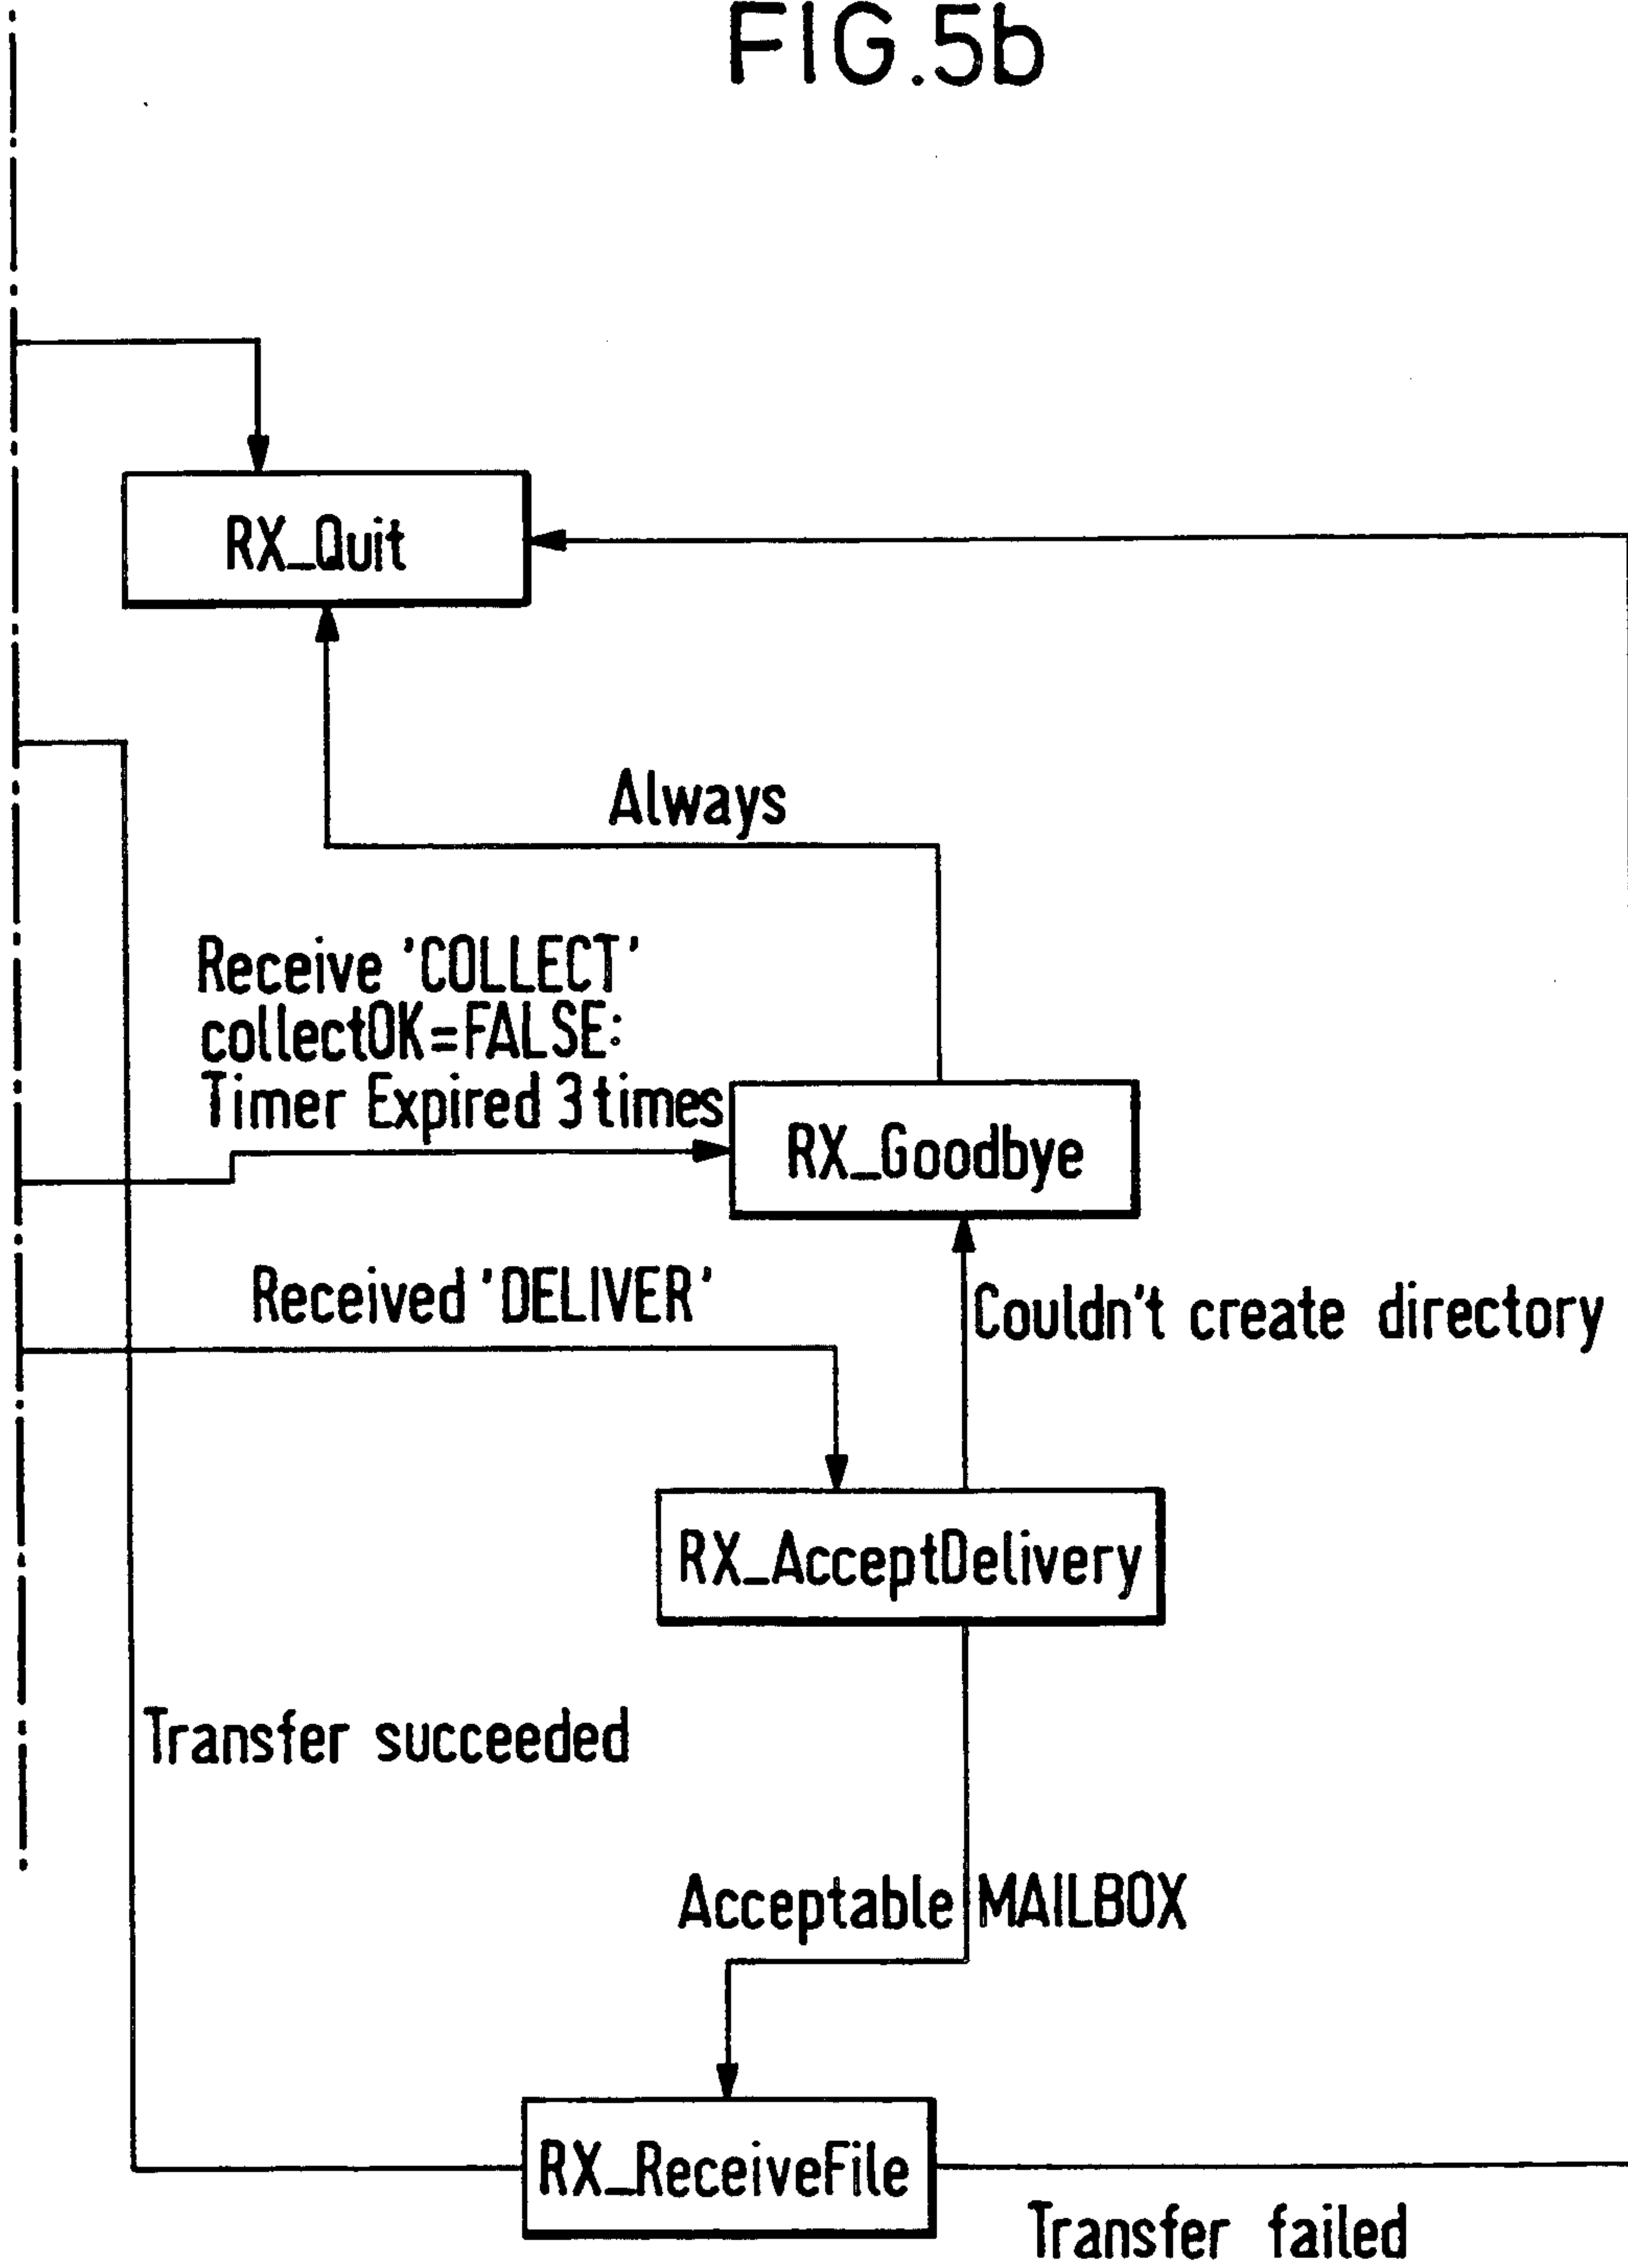 FIG.5b
RX_Quit
Always
Receive 'COLLECT'
collectOK=FALSE:
Timer Expired 3 times
RX_Goodbye
Received 'DELIVER'
Couldn't create directory
RX_AcceptDelivery
Transfer succeeded
Acceptable MAILBOX
RX_ReceiveFile
Transfer failed